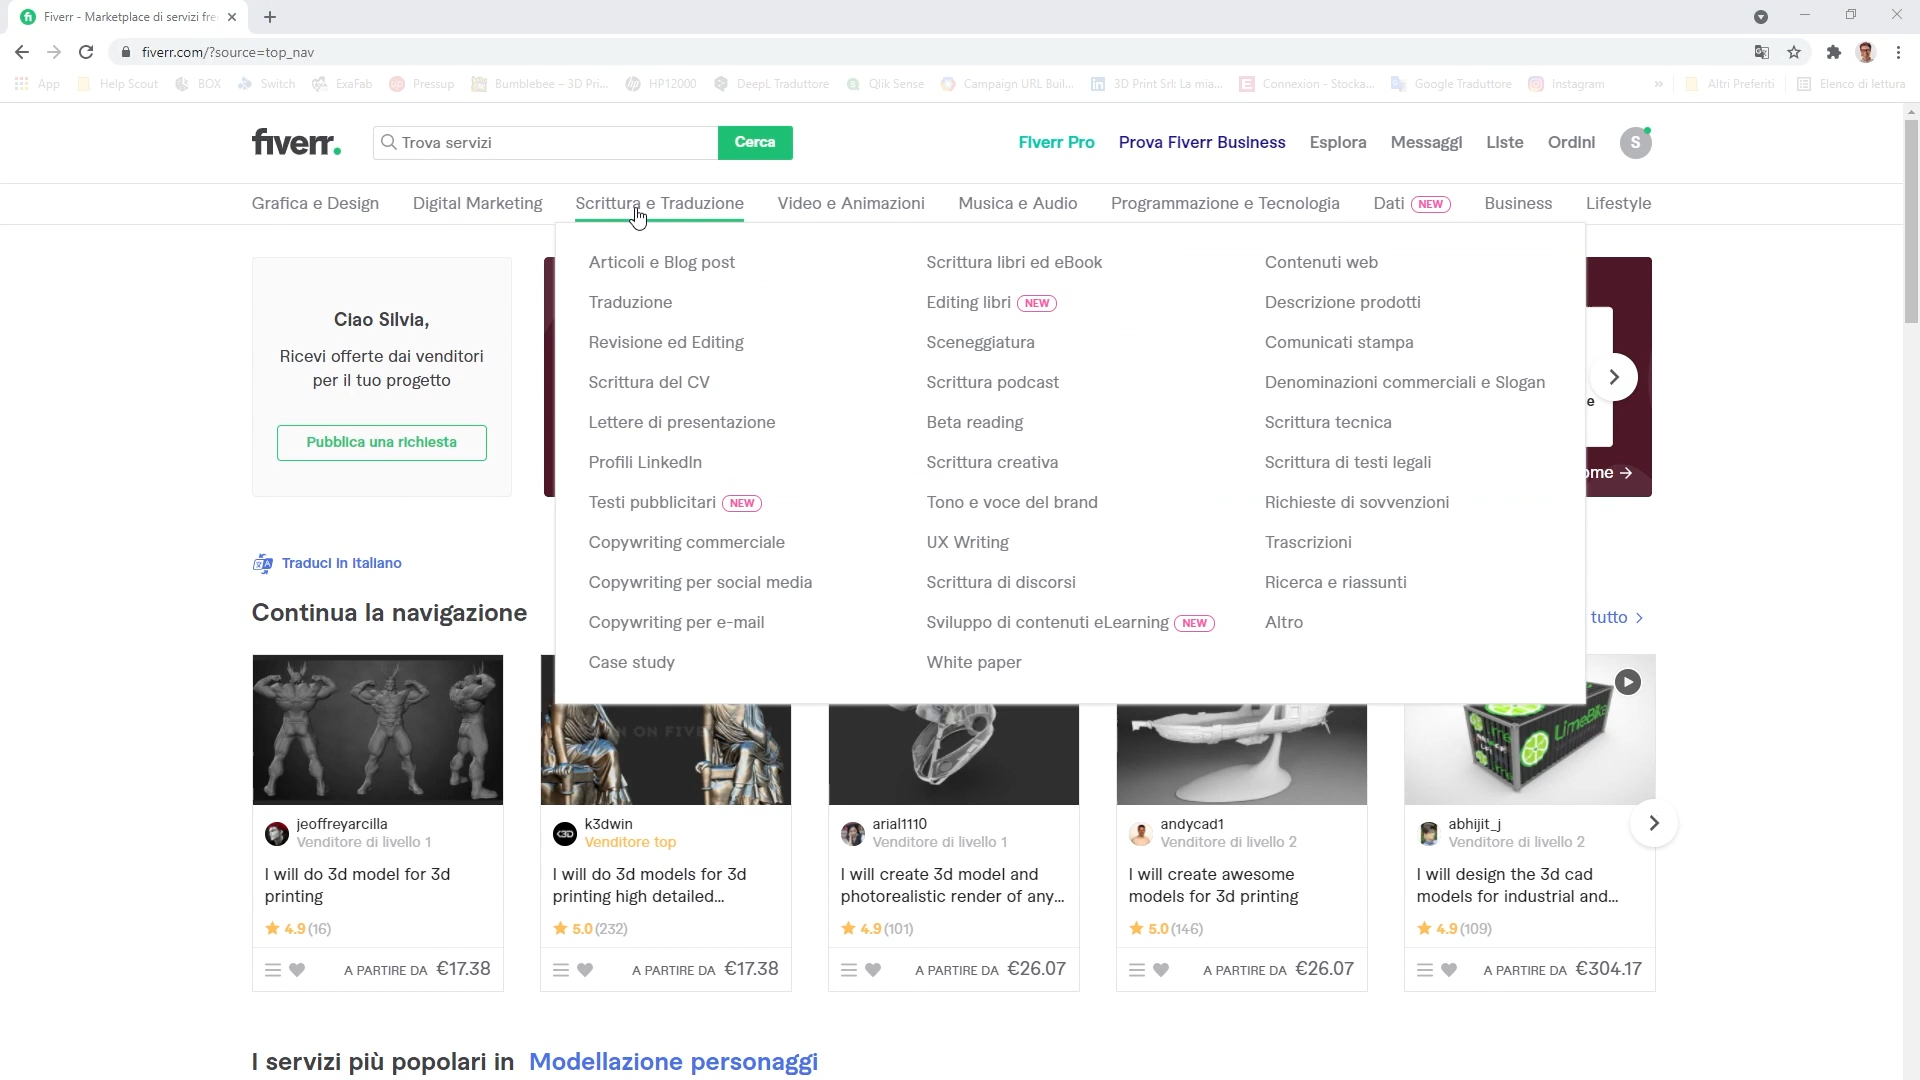 Fiverr - Marketplace di servizi fre
fiverr.com/?source=top_nav
App
Help Scout
BOX
Switch
ExaFab
Pressup
Bumblebee – 3D Pri...
HP12000
DeepL Traduttore
Qlik Sense
Campaign URL Buil...
3D Print Srl: La mia...
Connexion - Stocka...
Google Traduttore
Instagram
»
Altri Preferiti
Elenco di lettura
fiverr.
Trova servizi
Cerca
Fiverr Pro
Prova Fiverr Business
Esplora
Messaggi
Liste
Ordini
S
Grafica e Design
Digital Marketing
Scrittura e Traduzione
Video e Animazioni
Musica e Audio
Programmazione e Tecnologia
Dati NEW
Business
Lifestyle
Ciao Silvia,
Ricevi offerte dai venditori
per il tuo progetto
Pubblica una richiesta
Articoli e Blog post
Traduzione
Revisione ed Editing
Scrittura del CV
Lettere di presentazione
Profili LinkedIn
Testi pubblicitari NEW
Copywriting commerciale
Copywriting per social media
Copywriting per e-mail
Case study
Scrittura libri ed eBook
Editing libri NEW
Sceneggiatura
Scrittura podcast
Beta reading
Scrittura creativa
Tono e voce del brand
UX Writing
Scrittura di discorsi
Sviluppo di contenuti eLearning NEW
White paper
Contenuti web
Descrizione prodotti
Comunicati stampa
Denominazioni commerciali e Slogan
Scrittura tecnica
Scrittura di testi legali
Richieste di sovvenzioni
Trascrizioni
Ricerca e riassunti
Altro
e
ome →
Traduci in Italiano
Continua la navigazione
tutto >
N ON FIVE
LimeBike
jeoffreyarcilla
Venditore di livello 1
I will do 3d model for 3d
printing
4.9 (16)
A PARTIRE DA €17.38
C3D
k3dwin
Venditore top
I will do 3d models for 3d
printing high detailed...
5.0 (232)
A PARTIRE DA €17.38
arial1110
Venditore di livello 1
I will create 3d model and
photorealistic render of any...
4.9 (101)
A PARTIRE DA €26.07
andycad1
Venditore di livello 2
I will create awesome
models for 3d printing
5.0 (146)
A PARTIRE DA €26.07
abhijit_j
Venditore di livello 2
I will design the 3d cad
models for industrial and...
4.9 (109)
A PARTIRE DA €304.17
I servizi più popolari in Modellazione personaggi